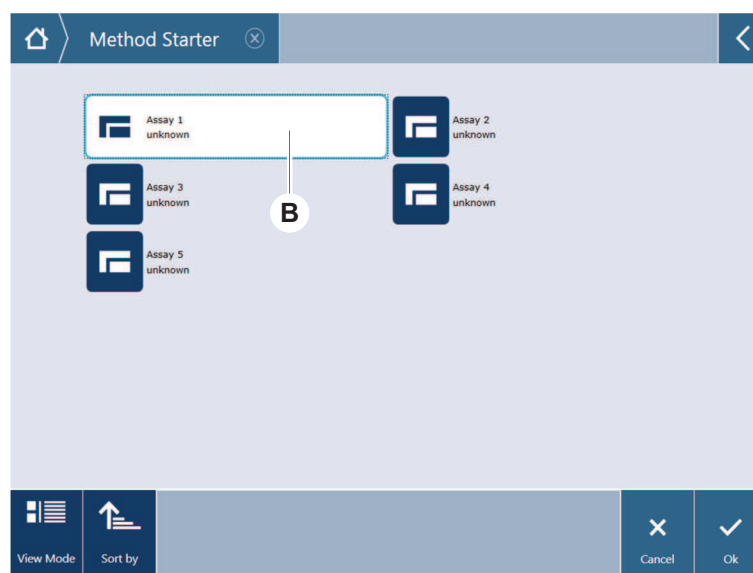 Method Starter
Assay 1
unknown
Assay 2
unknown
Assay 3
unknown
Assay 4
unknown
B
Assay 5
unknown
View Mode
Sort by
Cancel
Ok